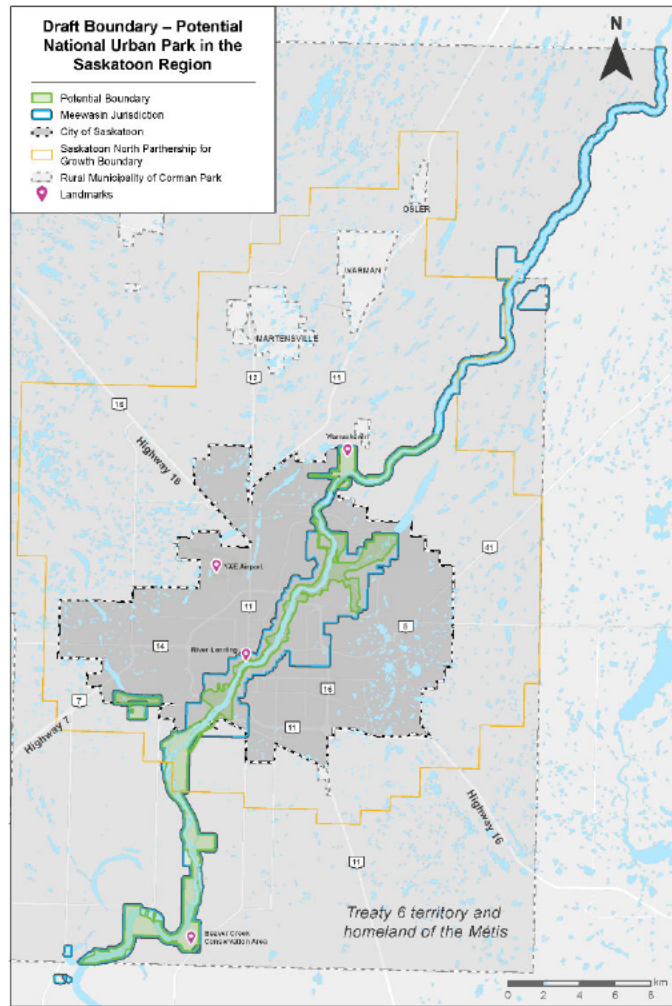 Draft Boundary – Potential
National Urban Park in the
Saskatoon Region
Potential Boundary
Meewasin Jurisdiction
City of Saskatoon
Saskatoon North Partnership for
Growth Boundary
Rural Municipality of Corman Park
Landmarks
N
OSLER
WARMAN
MARTENSVILLE
12
11
16
Highway 16
Wanuskewin
41
YXE Airport
11
14
5
River Landing
7
Highway 7
16
11
Highway 16
11
Treaty 6 territory and
homeland of the Métis
Beaver Creek
Conservation Area
km
0 2 4 6 8